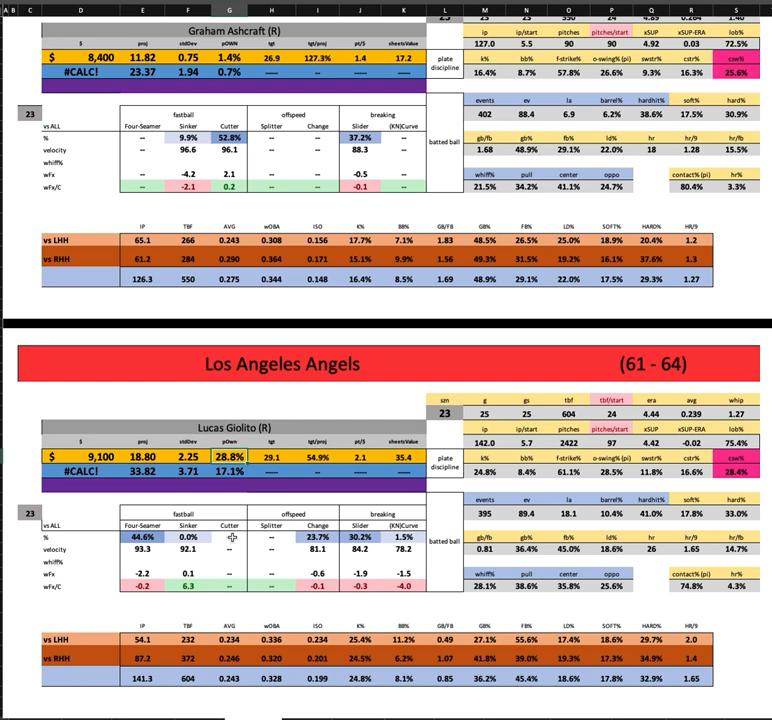 A B C D E F G H I J K L M N O P Q R S T
25 23 23 550 24 4.89 0.264 1.40
Graham Ashcraft (R) ip ip/start pitches pitches/start xSUP xSUP-ERA lob%
$ proj stdDev pOWN tgt tgt/proj pt/$ sheetsValue 127.0 5.5 90 90 4.92 0.03 72.5%
$ 8,400 11.82 0.75 1.4% 26.9 127.3% 1.4 17.2 plate discipline k% bb% f-strike% o-swing% (pi) swstr% cstr% csw%
#CALC! 23.37 1.94 0.7% ----- ----- ----- ----- 16.4% 8.7% 57.8% 26.6% 9.3% 16.3% 25.6%
events ev la barrel% hardhit% soft% hard%
23 fastball offspeed breaking 402 88.4 6.9 6.2% 38.6% 17.5% 30.9%
vs ALL Four-Seamer Sinker Cutter Splitter Change Slider (KN)Curve
% -- 9.9% 52.8% -- -- 37.2% -- batted ball gb/fb gb% fb% ld% hr hr/9 hr/fb
velocity -- 96.6 96.1 -- -- 88.3 -- 1.68 48.9% 29.1% 22.0% 18 1.28 15.5%
whiff%
wFx -4.2 2.1 -0.5 whiff% pull center oppo contact% (pi) hr%
wFx/C -- -2.1 0.2 -- -- -0.1 -- 21.5% 34.2% 41.1% 24.7% 80.4% 3.3%
IP TBF AVG wOBA ISO K% BB% GB/FB GB% FB% LD% SOFT% HARD% HR/9
vs LHH 65.1 266 0.243 0.308 0.156 17.7% 7.1% 1.83 48.5% 26.5% 25.0% 18.9% 20.4% 1.2
vs RHH 61.2 284 0.290 0.364 0.171 15.1% 9.9% 1.56 49.3% 31.5% 19.2% 16.1% 37.6% 1.3
126.3 550 0.275 0.344 0.148 16.4% 8.5% 1.69 48.9% 29.1% 22.0% 17.5% 29.3% 1.27
Los Angeles Angels (61 - 64)
szn g gs tbf tbf/start era avg whip
23 25 25 604 24 4.44 0.239 1.27
Lucas Giolito (R) ip ip/start pitches pitches/start xSUP xSUP-ERA lob%
$ proj stdDev pOwn tgt tgt/proj pt/$ sheetsValue 142.0 5.7 2422 97 4.42 -0.02 75.4%
$ 9,100 18.80 2.25 28.8% 29.1 54.9% 2.1 35.4 plate discipline k% bb% f-strike% o-swing% (pi) swstr% cstr% csw%
#CALC! 33.82 3.71 17.1% ----- ----- ----- ----- 24.8% 8.4% 61.1% 28.5% 11.8% 16.6% 28.4%
events ev la barrel% hardhit% soft% hard%
23 fastball offspeed breaking 395 89.4 18.1 10.4% 41.0% 17.8% 33.0%
vs ALL Four-Seamer Sinker Cutter Splitter Change Slider (KN)Curve
% 44.6% 0.0% -- 23.7% 30.2% 1.5% batted ball gb/fb gb% fb% ld% hr hr/9 hr/fb
velocity 93.3 92.1 -- -- 81.1 84.2 78.2 0.81 36.4% 45.0% 18.6% 26 1.65 14.7%
whiff%
wFx -2.2 0.1 -0.6 -1.9 -1.5 whiff% pull center oppo contact% (pi) hr%
wFx/C -0.2 6.3 -- -- -0.1 -0.3 -4.0 28.1% 38.6% 35.8% 25.6% 74.8% 4.3%
IP TBF AVG wOBA ISO K% BB% GB/FB GB% FB% LD% SOFT% HARD% HR/9
vs LHH 54.1 232 0.234 0.336 0.234 25.4% 11.2% 0.49 27.1% 55.6% 17.4% 18.6% 29.7% 2.0
vs RHH 87.2 372 0.246 0.320 0.201 24.5% 6.2% 1.07 41.8% 39.0% 19.3% 17.3% 34.9% 1.4
141.3 604 0.243 0.328 0.199 24.8% 8.1% 0.85 36.2% 45.4% 18.6% 17.8% 32.9% 1.65